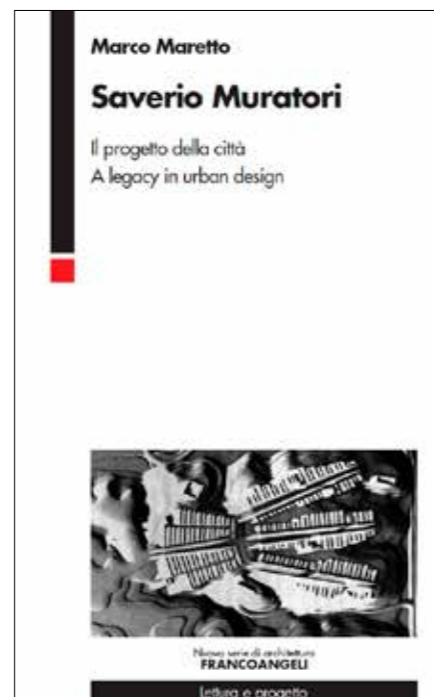 Marco Maretto
Saverio Muratori
Il progetto della città
A legacy in urban design
Nuova serie di architettura
FRANCOANGELI
Lettura e progetto